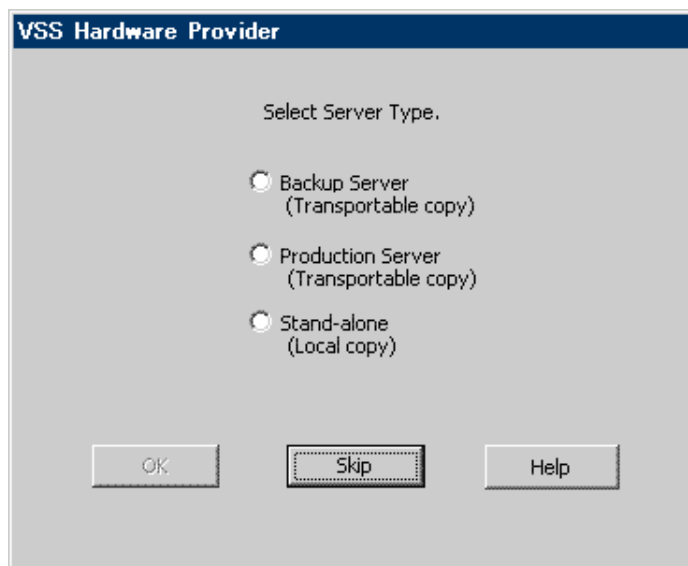 VSS Hardware Provider
Select Server Type.
Backup Server
(Transportable copy)
Production Server
(Transportable copy)
Stand-alone
(Local copy)
OK
Skip
Help